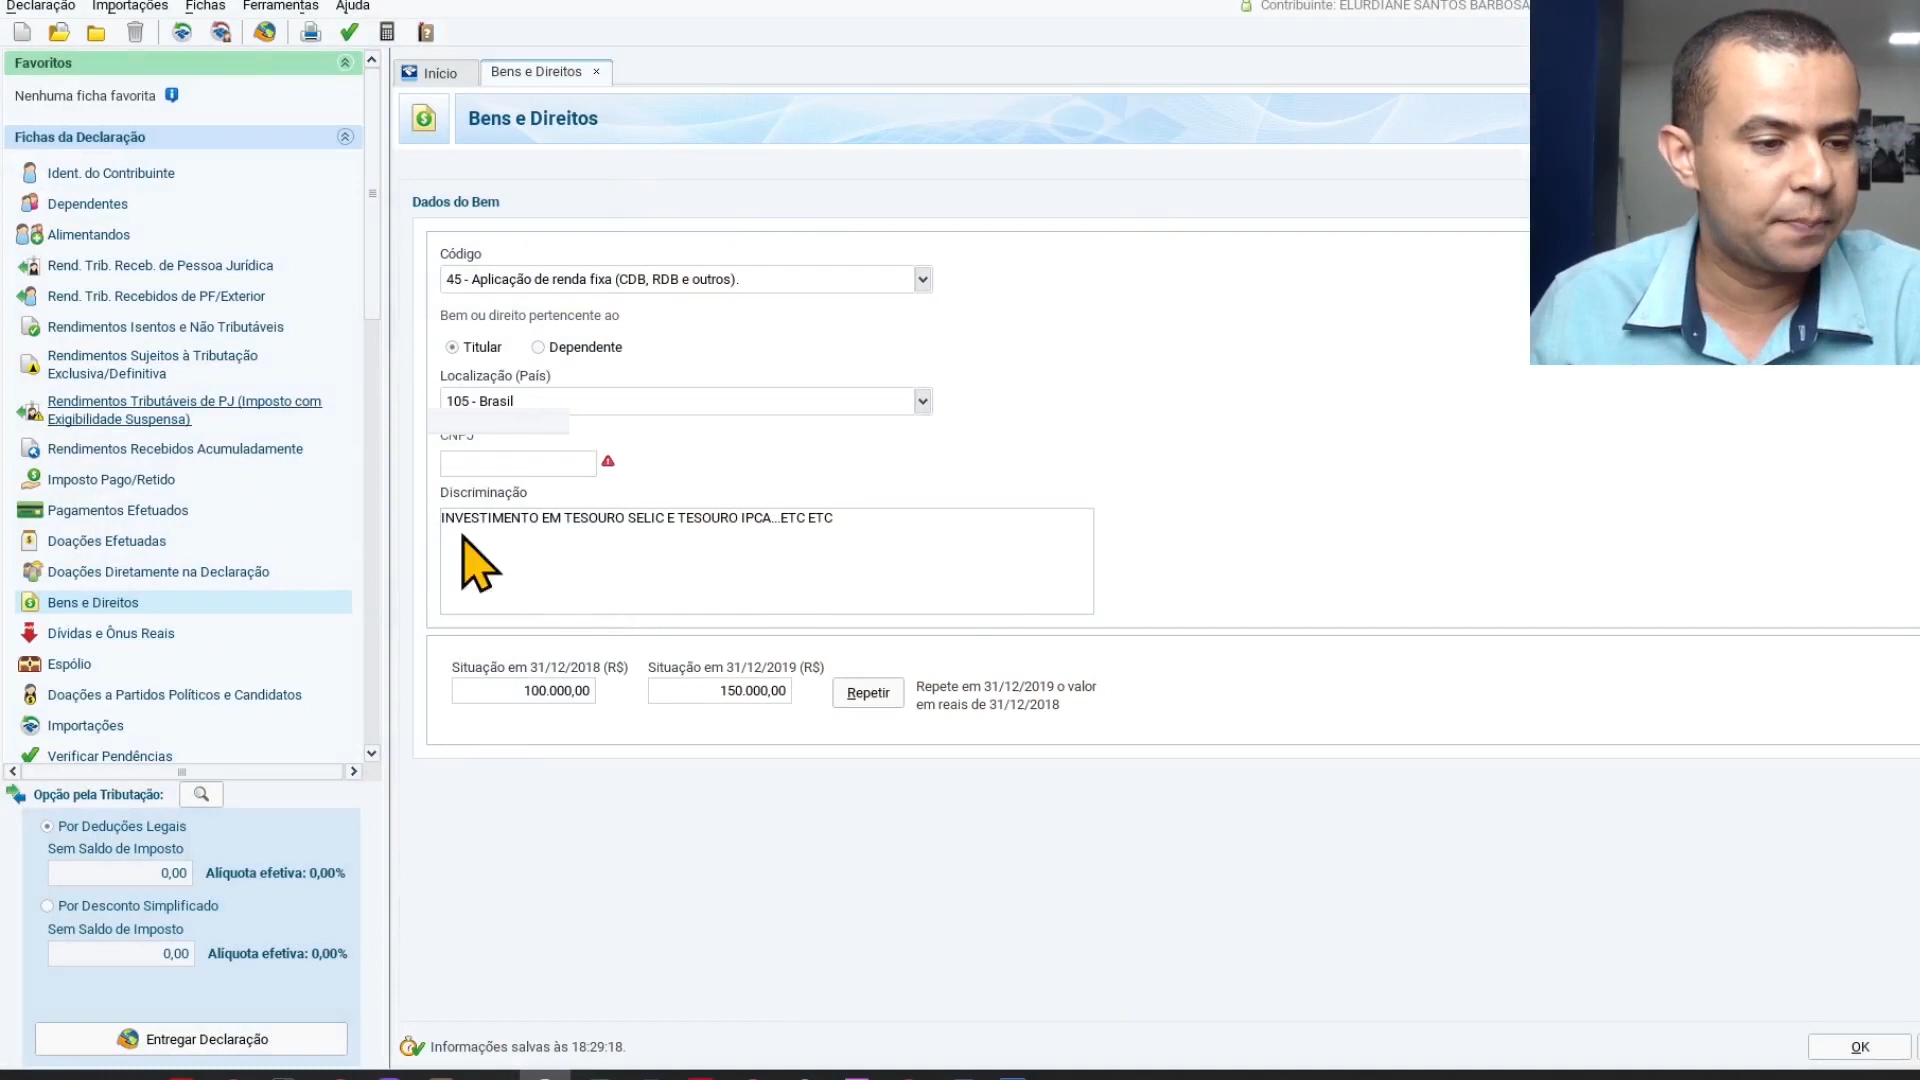 Declaração Importações Fichas Ferramentas Ajuda
Contribuinte: ELURDIANE SANTOS BARBOSA
Favoritos
Nenhuma ficha favorita
Fichas da Declaração
Ident. do Contribuinte
Dependentes
Alimentandos
Rend. Trib. Receb. de Pessoa Jurídica
Rend. Trib. Recebidos de PF/Exterior
Rendimentos Isentos e Não Tributáveis
Rendimentos Sujeitos à Tributação
Exclusiva/Definitiva
Rendimentos Tributáveis de PJ (Imposto com
Exigibilidade Suspensa)
Rendimentos Recebidos Acumuladamente
Imposto Pago/Retido
Pagamentos Efetuados
Doações Efetuadas
Doações Diretamente na Declaração
Bens e Direitos
Dívidas e Ônus Reais
Espólio
Doações a Partidos Políticos e Candidatos
Importações
Verificar Pendências
Opção pela Tributação:
Por Deduções Legais
Sem Saldo de Imposto
0,00 Alíquota efetiva: 0,00%
Por Desconto Simplificado
Sem Saldo de Imposto
0,00 Alíquota efetiva: 0,00%
Entregar Declaração
Início
Bens e Direitos ×
Bens e Direitos
Dados do Bem
Código
45 - Aplicação de renda fixa (CDB, RDB e outros).
Bem ou direito pertencente ao
Titular Dependente
Localização (País)
105 - Brasil
CNPJ
Discriminação
INVESTIMENTO EM TESOURO SELIC E TESOURO IPCA...ETC ETC
Situação em 31/12/2018 (R$) Situação em 31/12/2019 (R$)
100.000,00 150.000,00
Repetir
Repete em 31/12/2019 o valor
em reais de 31/12/2018
Informações salvas às 18:29:18.
OK